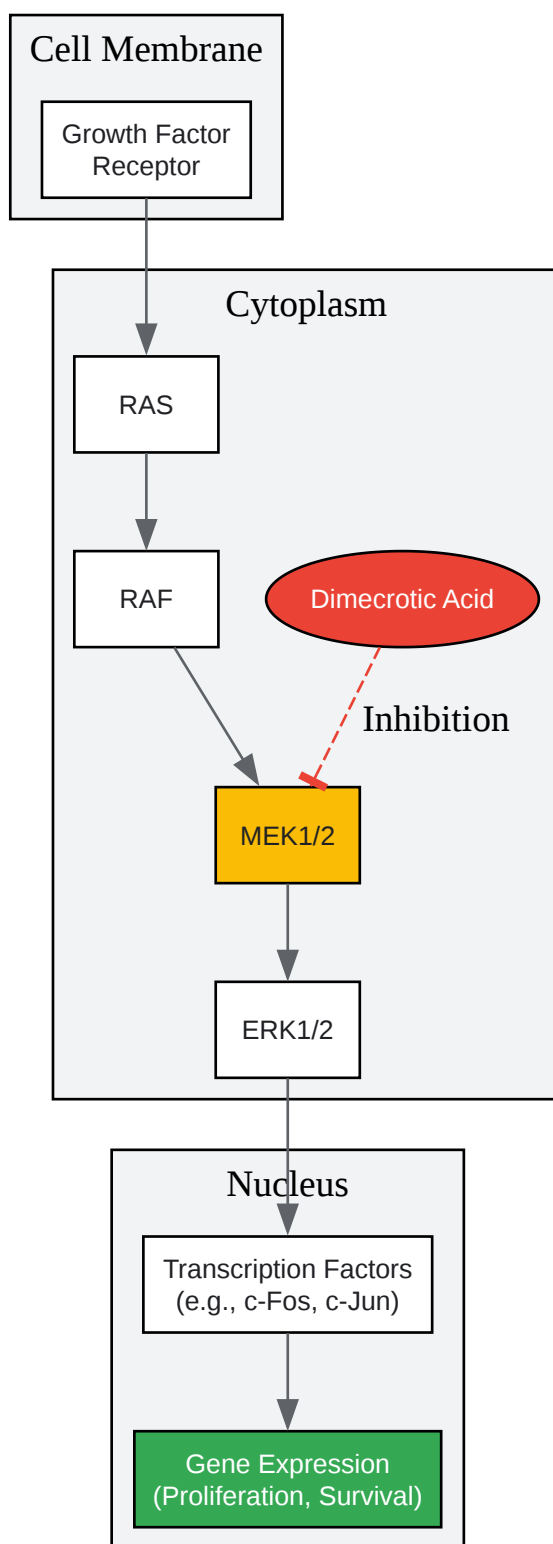 Cell Membrane
Growth Factor
Receptor
Cytoplasm
RAS
RAF
Dimecrotic Acid
Inhibition
MEK1/2
ERK1/2
Nucleus
Transcription Factors
(e.g., c-Fos, c-Jun)
Gene Expression
(Proliferation, Survival)